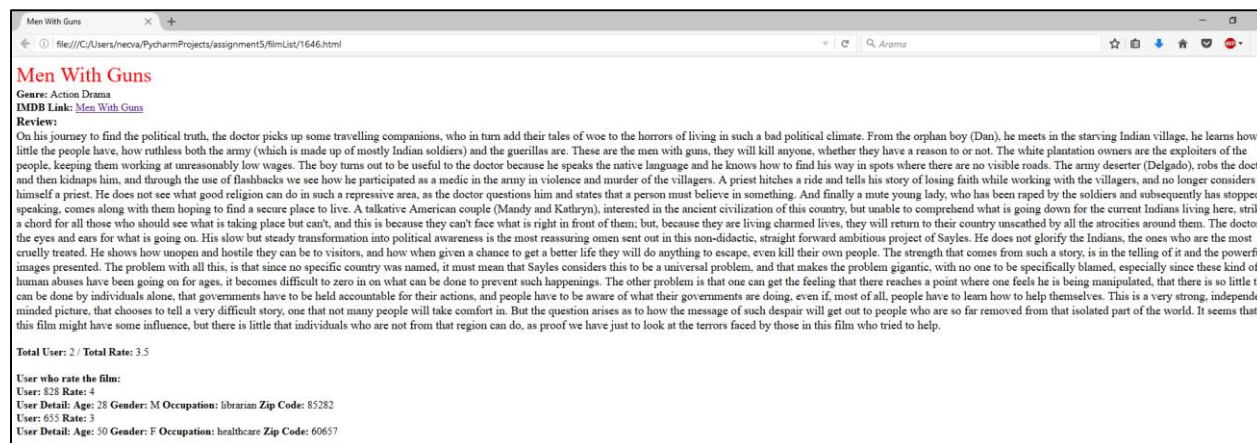 Men With Guns
file:///C:/Users/necva/PycharmProjects/assignment5/filmList/1646.html
Arama
Men With Guns
Genre: Action Drama
IMDB Link: Men With Guns
Review:
On his journey to find the political truth, the doctor picks up some travelling companions, who in turn add their tales of woe to the horrors of living in such a bad political climate. From the orphan boy (Dan), he meets in the starving Indian village, he learns how
little the people have, how ruthless both the army (which is made up of mostly Indian soldiers) and the guerillas are. These are the men with guns, they will kill anyone, whether they have a reason to or not. The white plantation owners are the exploiters of the
people, keeping them working at unreasonably low wages. The boy turns out to be useful to the doctor because he speaks the native language and he knows how to find his way in spots where there are no visible roads. The army deserter (Delgado), robs the doct
and then kidnaps him, and through the use of flashbacks we see how he participated as a medic in the army in violence and murder of the villagers. A priest hitches a ride and tells his story of losing faith while working with the villagers, and no longer considers
himself a priest. He does not see what good religion can do in such a repressive area, as the doctor questions him and states that a person must believe in something. And finally a mute young lady, who has been raped by the soldiers and subsequently has stoppe
speaking, comes along with them hoping to find a secure place to live. A talkative American couple (Mandy and Kathryn), interested in the ancient civilization of this country, but unable to comprehend what is going down for the current Indians living here, strik
a chord for all those who should see what is taking place but can't, and this is because they can't face what is right in front of them; but, because they are living charmed lives, they will return to their country unscathed by all the atrocities around them. The doctor
the eyes and ears for what is going on. His slow but steady transformation into political awareness is the most reassuring omen sent out in this non-didactic, straight forward ambitious project of Sayles. He does not glorify the Indians, the ones who are the most
cruelly treated. He shows how unopen and hostile they can be to visitors, and how when given a chance to get a better life they will do anything to escape, even kill their own people. The strength that comes from such a story, is in the telling of it and the powerf
images presented. The problem with all this, is that since no specific country was named, it must mean that Sayles considers this to be a universal problem, and that makes the problem gigantic, with no one to be specifically blamed, especially since these kind of
human abuses have been going on for ages, it becomes difficult to zero in on what can be done to prevent such happenings. The other problem is that one can get the feeling that there reaches a point where one feels he is being manipulated, that there is so little t
can be done by individuals alone, that governments have to be held accountable for their actions, and people have to be aware of what their governments are doing, even if, most of all, people have to learn how to help themselves. This is a very strong, independe
minded picture, that chooses to tell a very difficult story, one that not many people will take comfort in. But the question arises as to how the message of such despair will get out to people who are so far removed from that isolated part of the world. It seems that
this film might have some influence, but there is little that individuals who are not from that region can do, as proof we have just to look at the terrors faced by those in this film who tried to help.
Total User: 2 / Total Rate: 3.5
User who rate the film:
User: 828 Rate: 4
User Detail: Age: 28 Gender: M Occupation: librarian Zip Code: 85282
User: 655 Rate: 3
User Detail: Age: 50 Gender: F Occupation: healthcare Zip Code: 60657